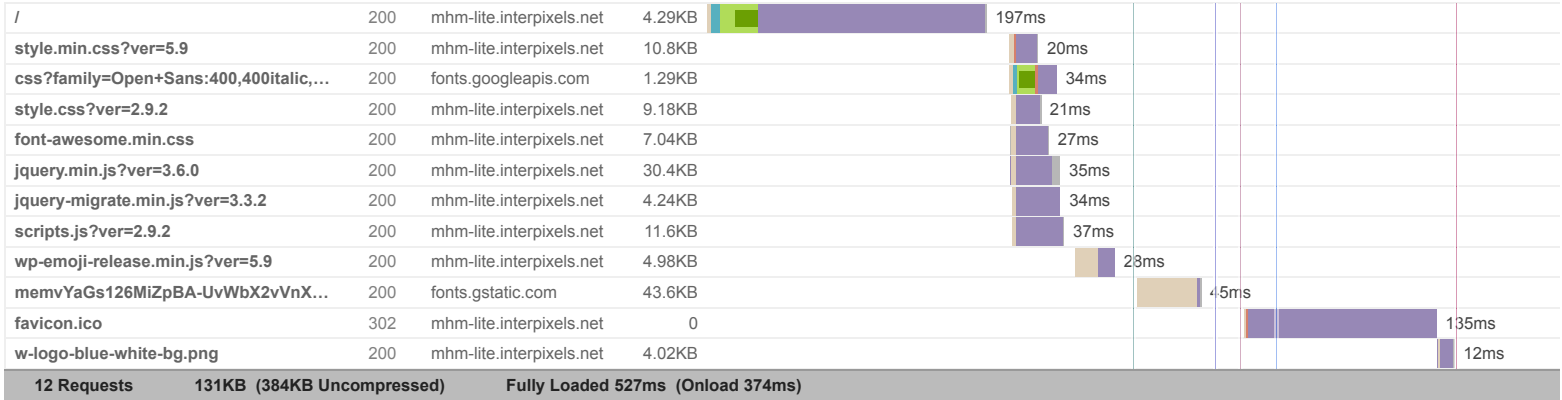 / 200 mhm-lite.interpixels.net 4.29KB 197ms
style.min.css?ver=5.9 200 mhm-lite.interpixels.net 10.8KB 20ms
css?family=Open+Sans:400,400italic,… 200 fonts.googleapis.com 1.29KB 34ms
style.css?ver=2.9.2 200 mhm-lite.interpixels.net 9.18KB 21ms
font-awesome.min.css 200 mhm-lite.interpixels.net 7.04KB 27ms
jquery.min.js?ver=3.6.0 200 mhm-lite.interpixels.net 30.4KB 35ms
jquery-migrate.min.js?ver=3.3.2 200 mhm-lite.interpixels.net 4.24KB 34ms
scripts.js?ver=2.9.2 200 mhm-lite.interpixels.net 11.6KB 37ms
wp-emoji-release.min.js?ver=5.9 200 mhm-lite.interpixels.net 4.98KB 28ms
memvYaGs126MiZpBA-UvWbX2vVnX… 200 fonts.gstatic.com 43.6KB 45ms
favicon.ico 302 mhm-lite.interpixels.net 0 135ms
w-logo-blue-white-bg.png 200 mhm-lite.interpixels.net 4.02KB 12ms
12 Requests 131KB (384KB Uncompressed) Fully Loaded 527ms (Onload 374ms)